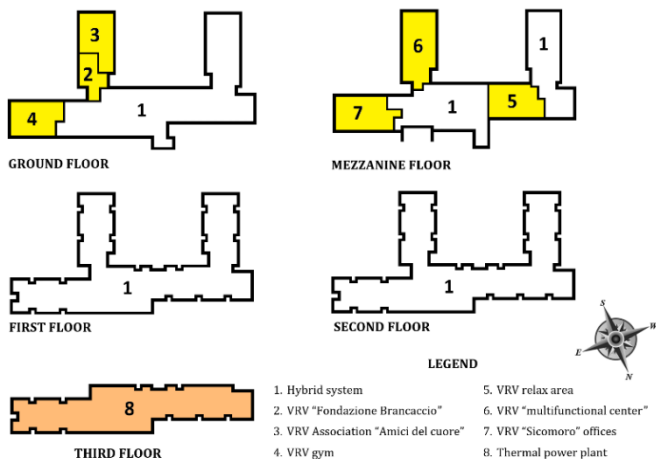 3
2
4
1
GROUND FLOOR
6
1
7
1
5
MEZZANINE FLOOR
1
FIRST FLOOR
1
SECOND FLOOR
S
W
E
N
8
THIRD FLOOR
LEGEND
1. Hybrid system
2. VRV "Fondazione Brancaccio"
3. VRV Association "Amici del cuore"
4. VRV gym
5. VRV relax area
6. VRV "multifunctional center"
7. VRV "Sicomoro" offices
8. Thermal power plant